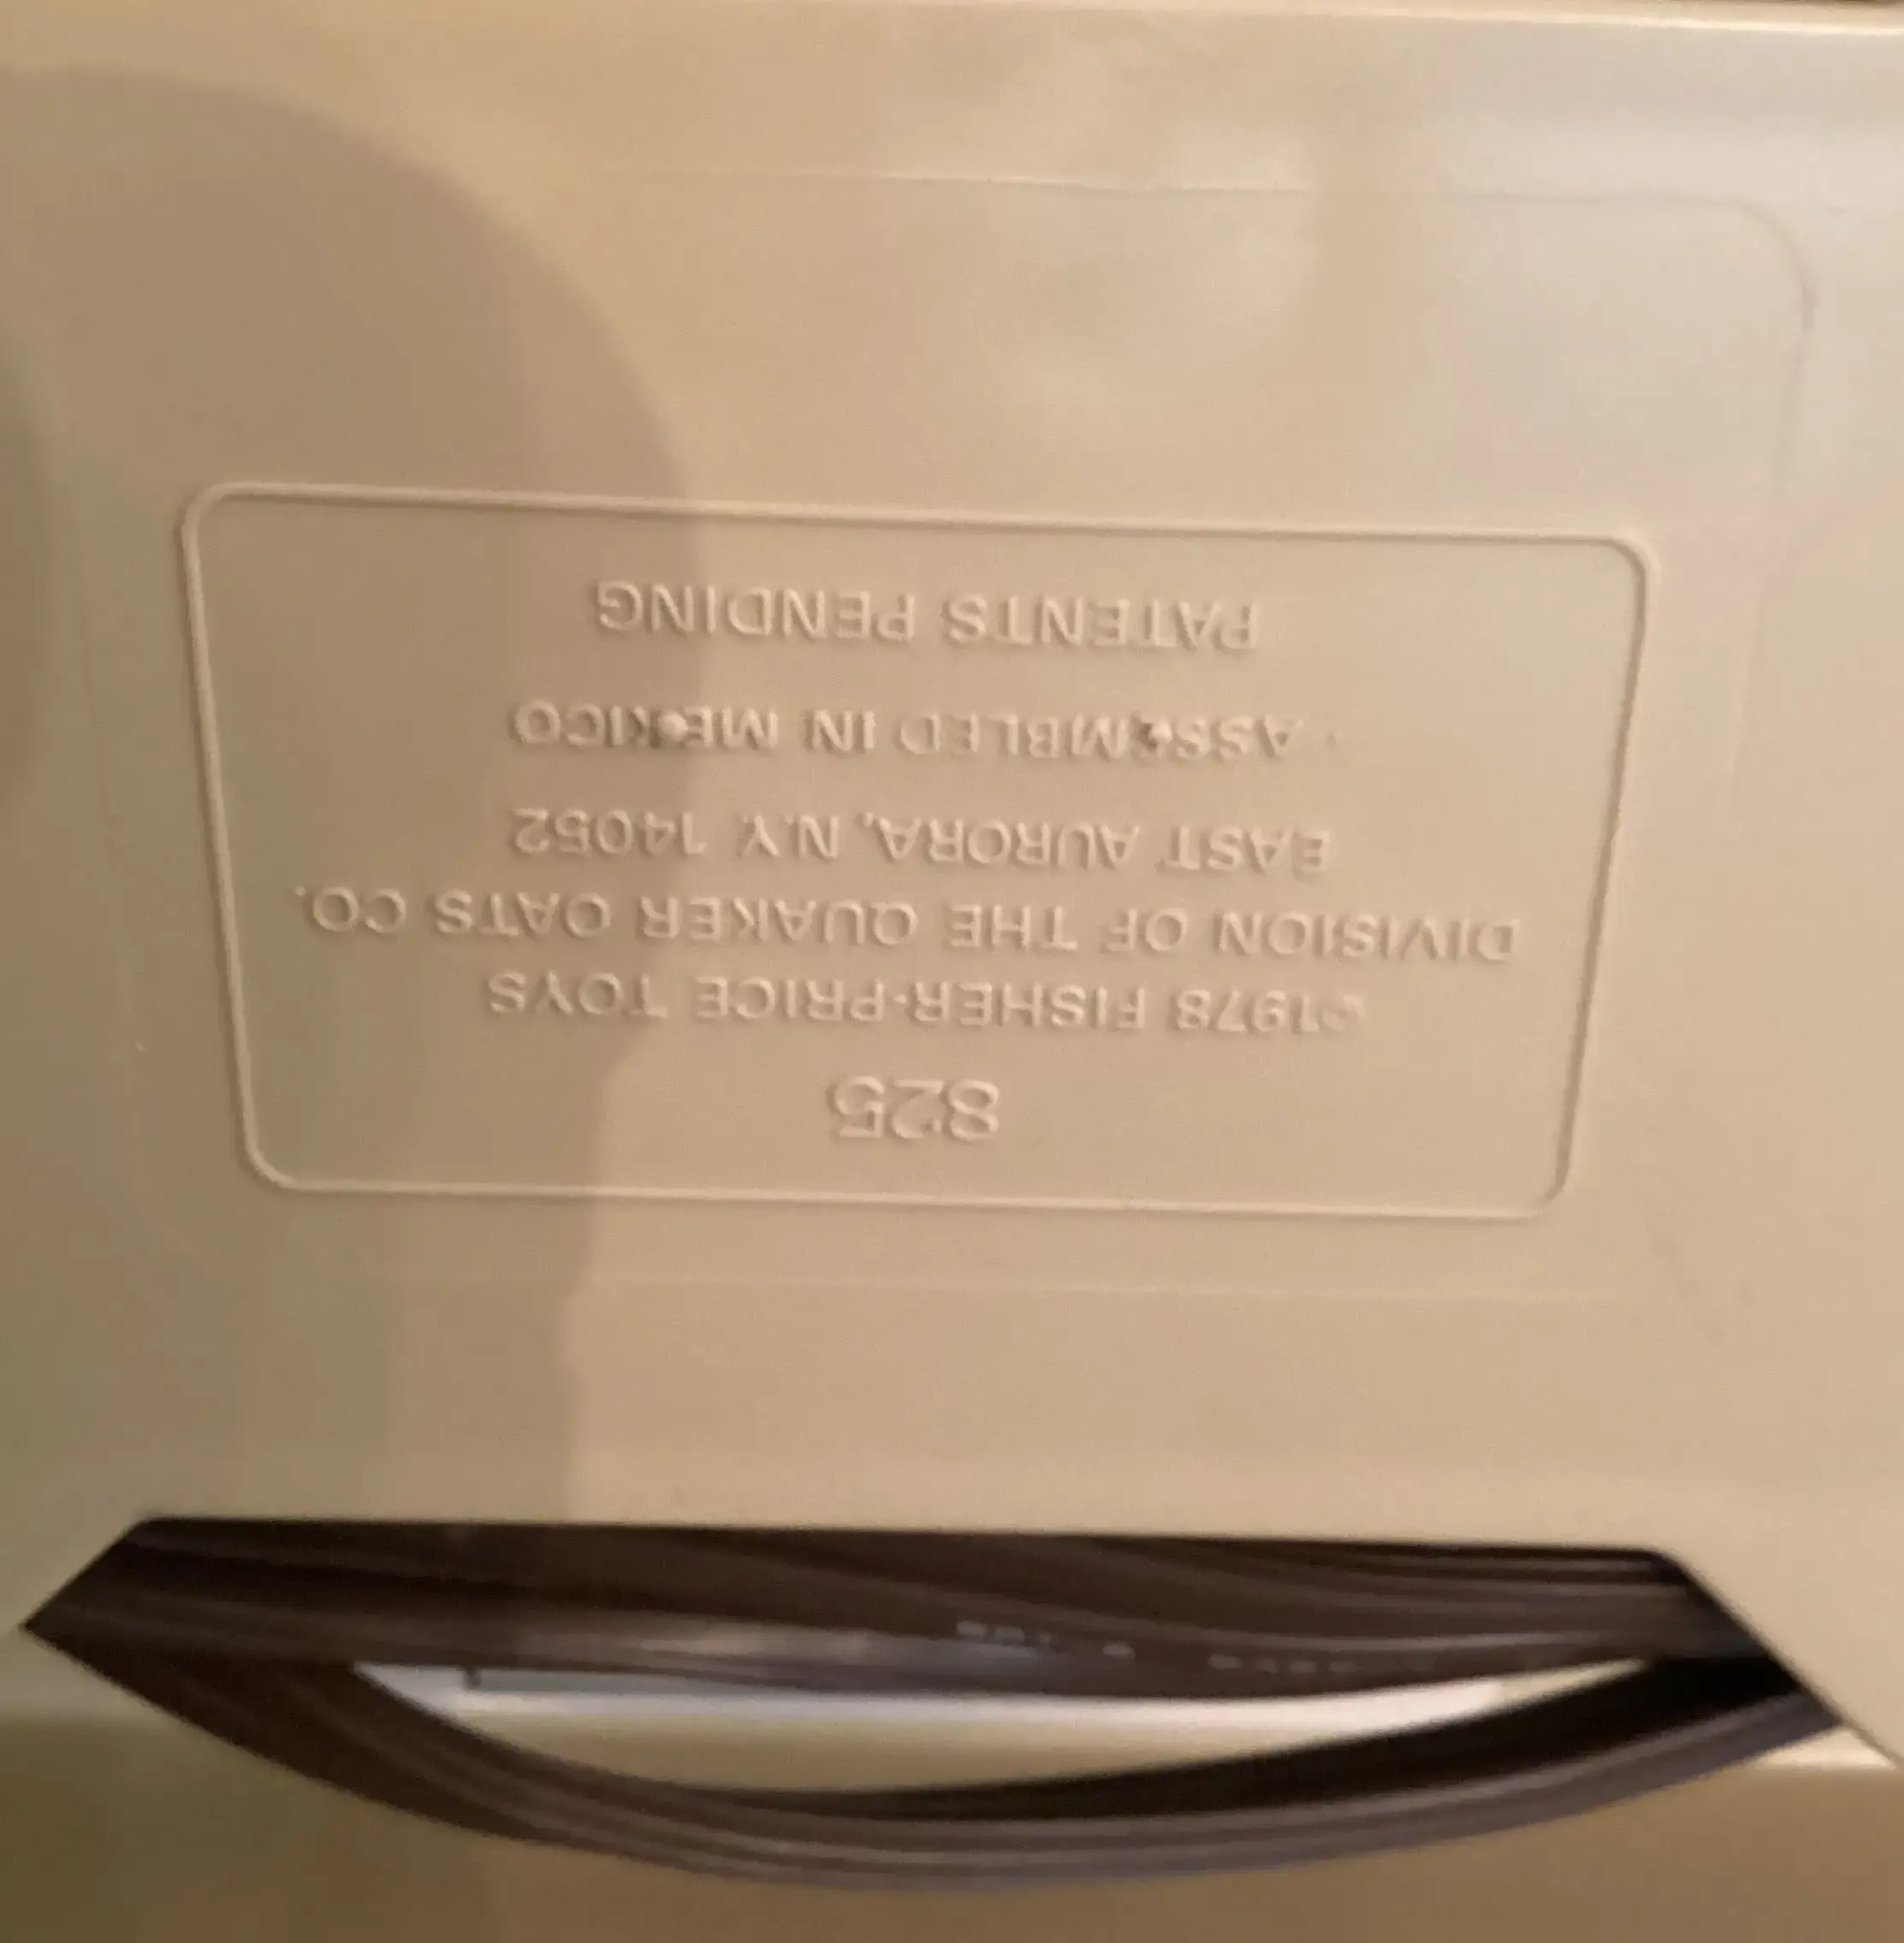 825
©1978 FISHER-PRICE TOYS
DIVISION OF THE QUAKER OATS CO.
EAST AURORA, N.Y. 14052
ASSEMBLED IN MEXICO
PATENTS PENDING